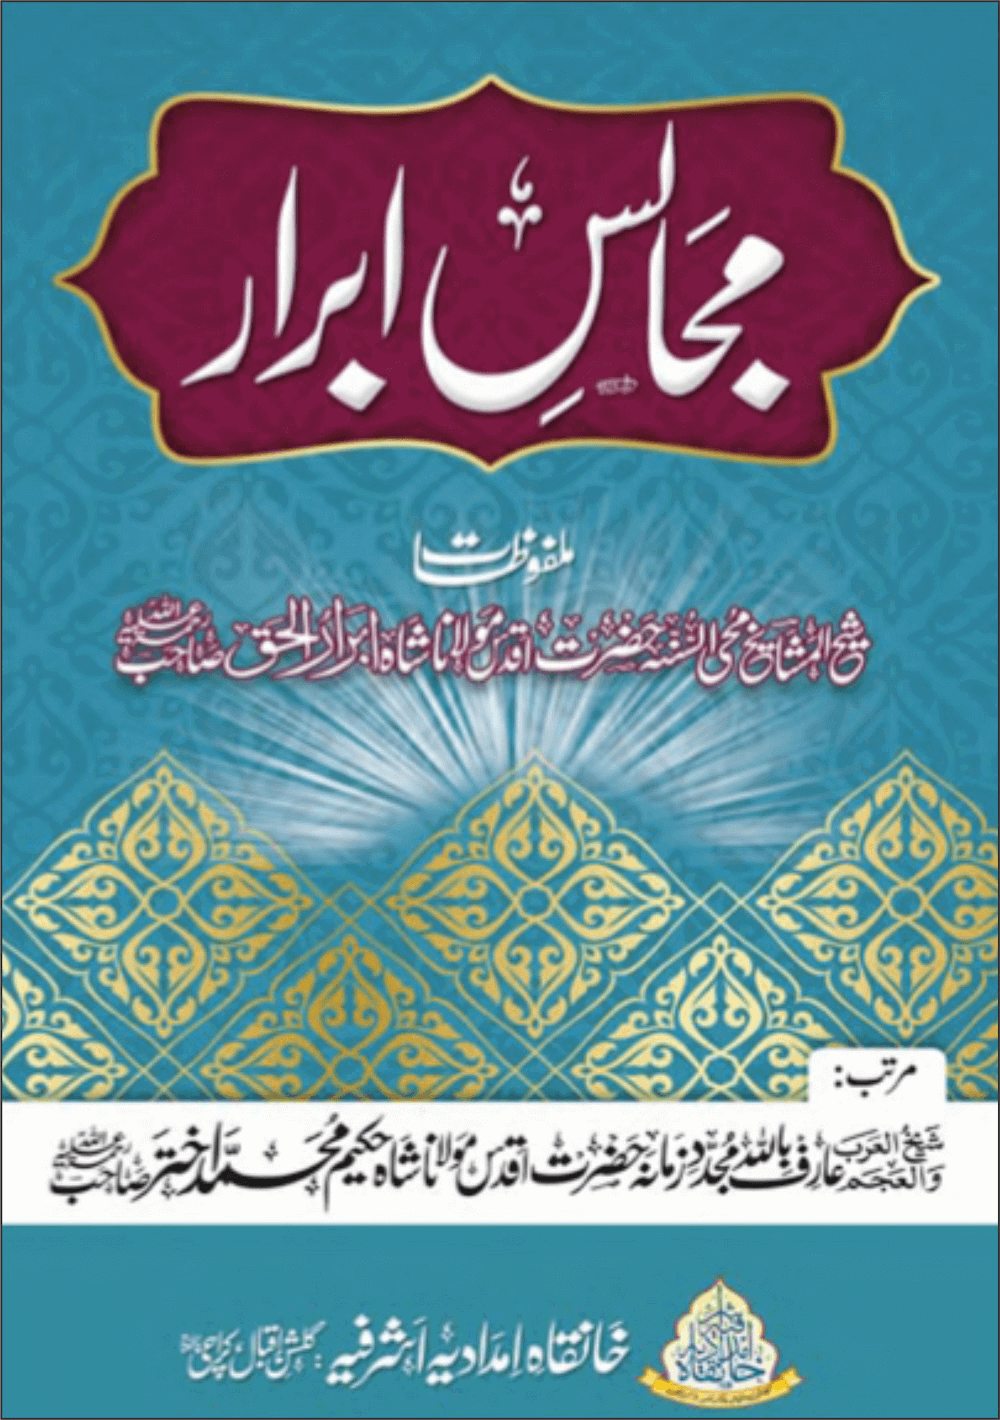 مجالسِ ابرار
ملفوظات
شیخ المشایخ محی السنہ حضرت اقدس مولانا شاہ ابرار الحق صاحب رحمۃ اللہ علیہ
مرتب:
شیخ العرب والعجم عارف باللہ مجدد زمانہ حضرت اقدس مولانا شاہ حکیم محمد اختر صاحب رحمۃ اللہ علیہ
خانقاہ امدادیہ اشرفیہ : گلشن اقبال کراچی